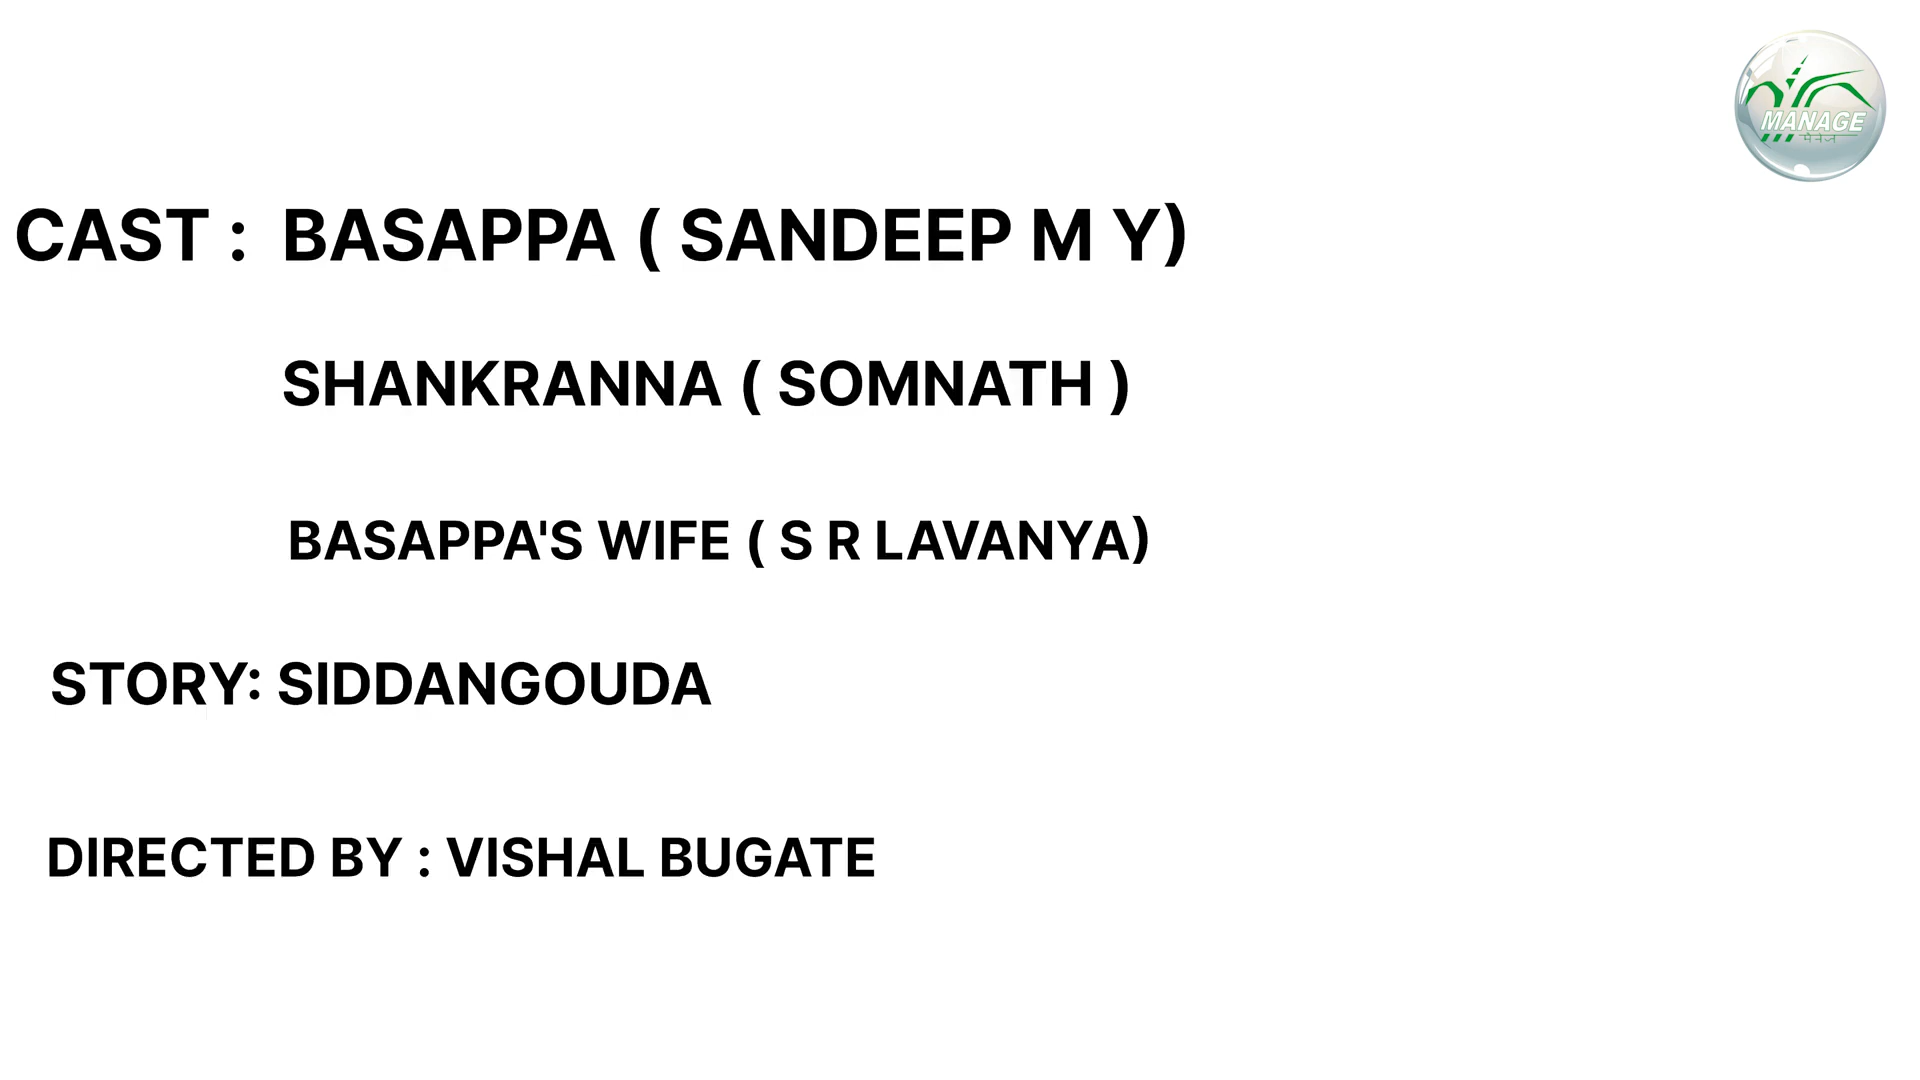 MANAGE
CAST : BASAPPA ( SANDEEP M Y)
SHANKRANNA ( SOMNATH )
BASAPPA'S WIFE ( S R LAVANYA)
STORY: SIDDANGOUDA
DIRECTED BY : VISHAL BUGATE